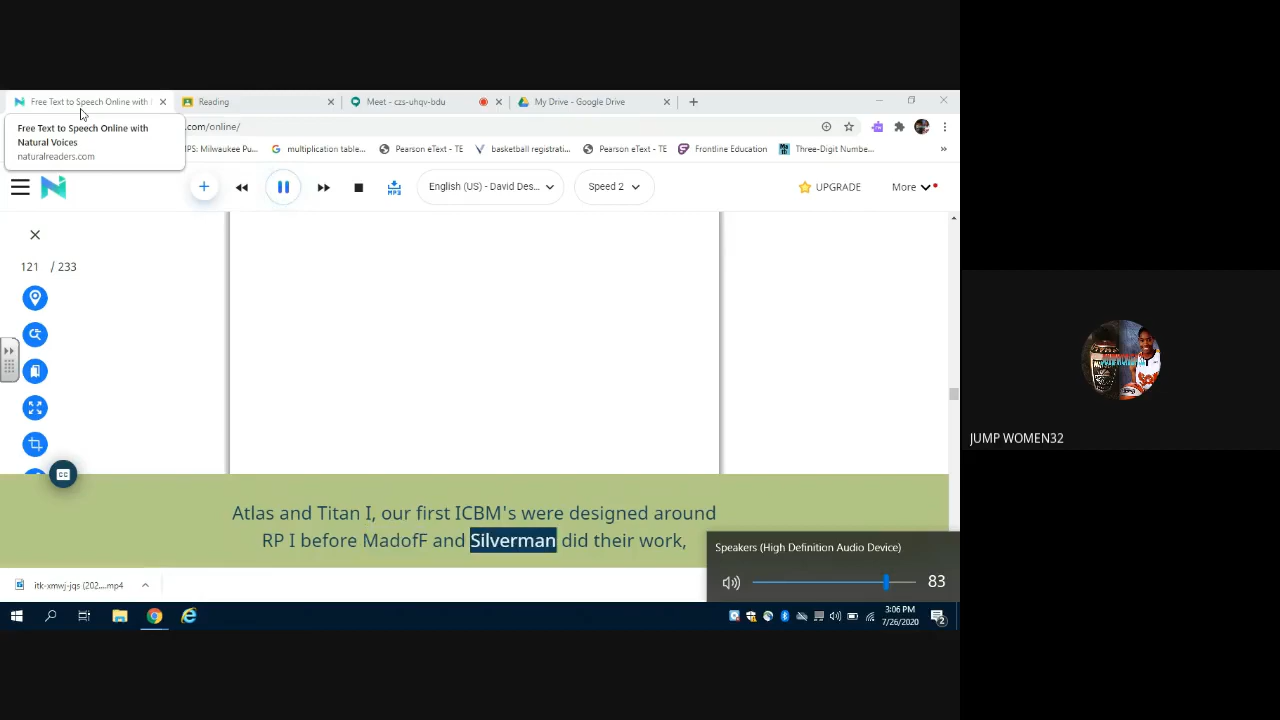 Free Text to Speech Online with
Reading
Meet - czs-uhqv-bdu
My Drive - Google Drive
Free Text to Speech Online with
Natural Voices
naturalreaders.com
.com/online/
PS: Milwaukee Pu...
multiplication table...
Pearson eText - TE
basketball registrati...
Pearson eText - TE
Frontline Education
Three-Digit Numbe...
»
MP3
English (US) - David Des...
Speed 2
UPGRADE
More
121 / 233
CC
Atlas and Titan I, our first ICBM's were designed around
RP I before MadofF and Silverman did their work,
Speakers (High Definition Audio Device)
83
itk-xmwj-jqs (202....mp4
3:06 PM
7/26/2020
2
JUMP WOMEN32